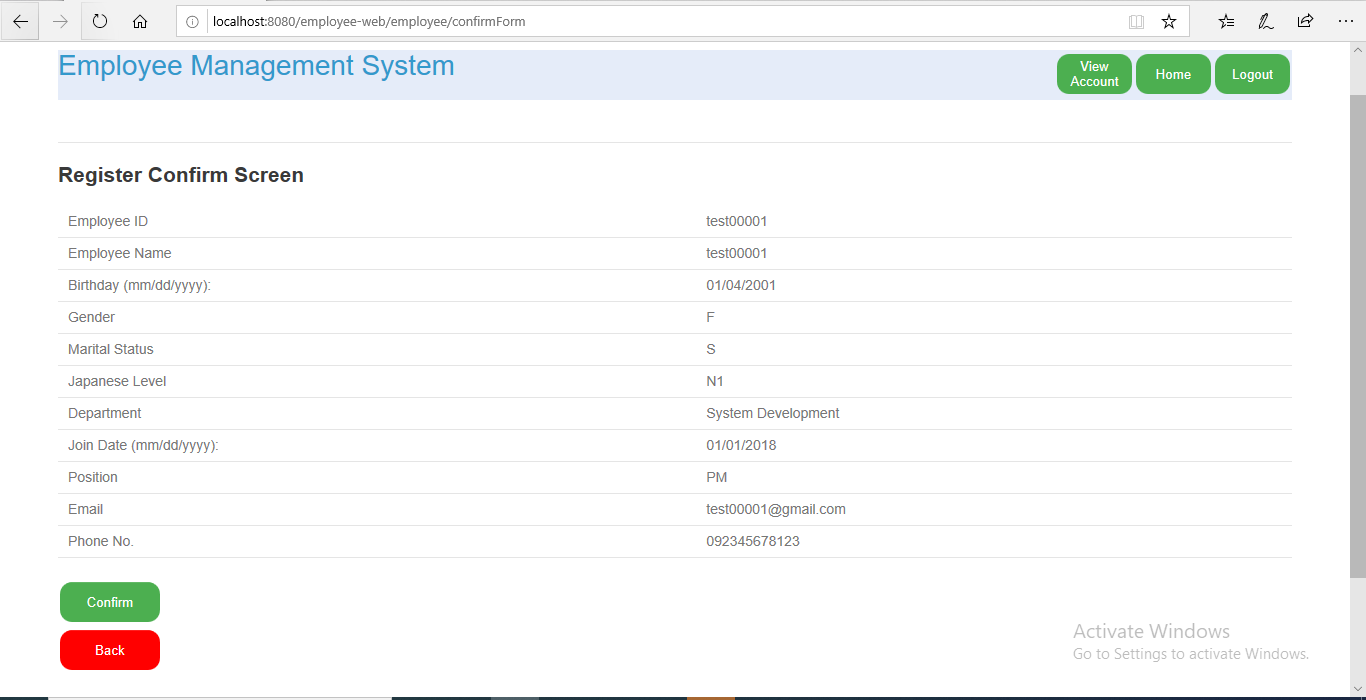 localhost:8080/employee-web/employee/confirmForm
Employee Management System
View
Account
Home
Logout
Register Confirm Screen
Employee ID test00001
Employee Name test00001
Birthday (mm/dd/yyyy): 01/04/2001
Gender F
Marital Status S
Japanese Level N1
Department System Development
Join Date (mm/dd/yyyy): 01/01/2018
Position PM
Email test00001@gmail.com
Phone No. 092345678123
Confirm
Back
Activate Windows
Go to Settings to activate Windows.